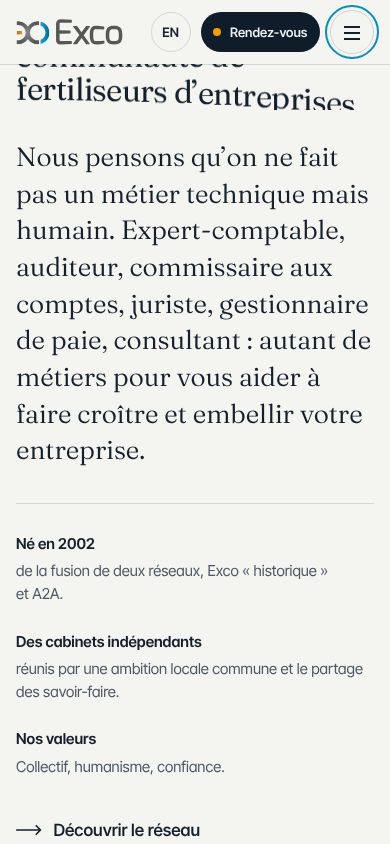 Exco
EN
Rendez-vous
communauté de
fertiliseurs d’entreprises
Nous pensons qu’on ne fait
pas un métier technique mais
humain. Expert-comptable,
auditeur, commissaire aux
comptes, juriste, gestionnaire
de paie, consultant : autant de
métiers pour vous aider à
faire croître et embellir votre
entreprise.
Né en 2002
de la fusion de deux réseaux, Exco « historique »
et A2A.
Des cabinets indépendants
réunis par une ambition locale commune et le partage
des savoir-faire.
Nos valeurs
Collectif, humanisme, confiance.
Découvrir le réseau